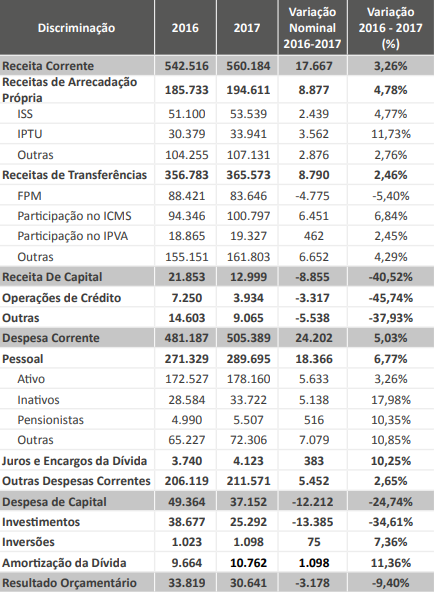 Discriminação 2016 2017 Variação Nominal 2016-2017 Variação 2016 - 2017 (%)
Receita Corrente 542.516 560.184 17.667 3,26%
Receitas de Arrecadação Própria 185.733 194.611 8.877 4,78%
ISS 51.100 53.539 2.439 4,77%
IPTU 30.379 33.941 3.562 11,73%
Outras 104.255 107.131 2.876 2,76%
Receitas de Transferências 356.783 365.573 8.790 2,46%
FPM 88.421 83.646 -4.775 -5,40%
Participação no ICMS 94.346 100.797 6.451 6,84%
Participação no IPVA 18.865 19.327 462 2,45%
Outras 155.151 161.803 6.652 4,29%
Receita De Capital 21.853 12.999 -8.855 -40,52%
Operações de Crédito 7.250 3.934 -3.317 -45,74%
Outras 14.603 9.065 -5.538 -37,93%
Despesa Corrente 481.187 505.389 24.202 5,03%
Pessoal 271.329 289.695 18.366 6,77%
Ativo 172.527 178.160 5.633 3,26%
Inativos 28.584 33.722 5.138 17,98%
Pensionistas 4.990 5.507 516 10,35%
Outras 65.227 72.306 7.079 10,85%
Juros e Encargos da Dívida 3.740 4.123 383 10,25%
Outras Despesas Correntes 206.119 211.571 5.452 2,65%
Despesa de Capital 49.364 37.152 -12.212 -24,74%
Investimentos 38.677 25.292 -13.385 -34,61%
Inversões 1.023 1.098 75 7,36%
Amortização da Dívida 9.664 10.762 1.098 11,36%
Resultado Orçamentário 33.819 30.641 -3.178 -9,40%